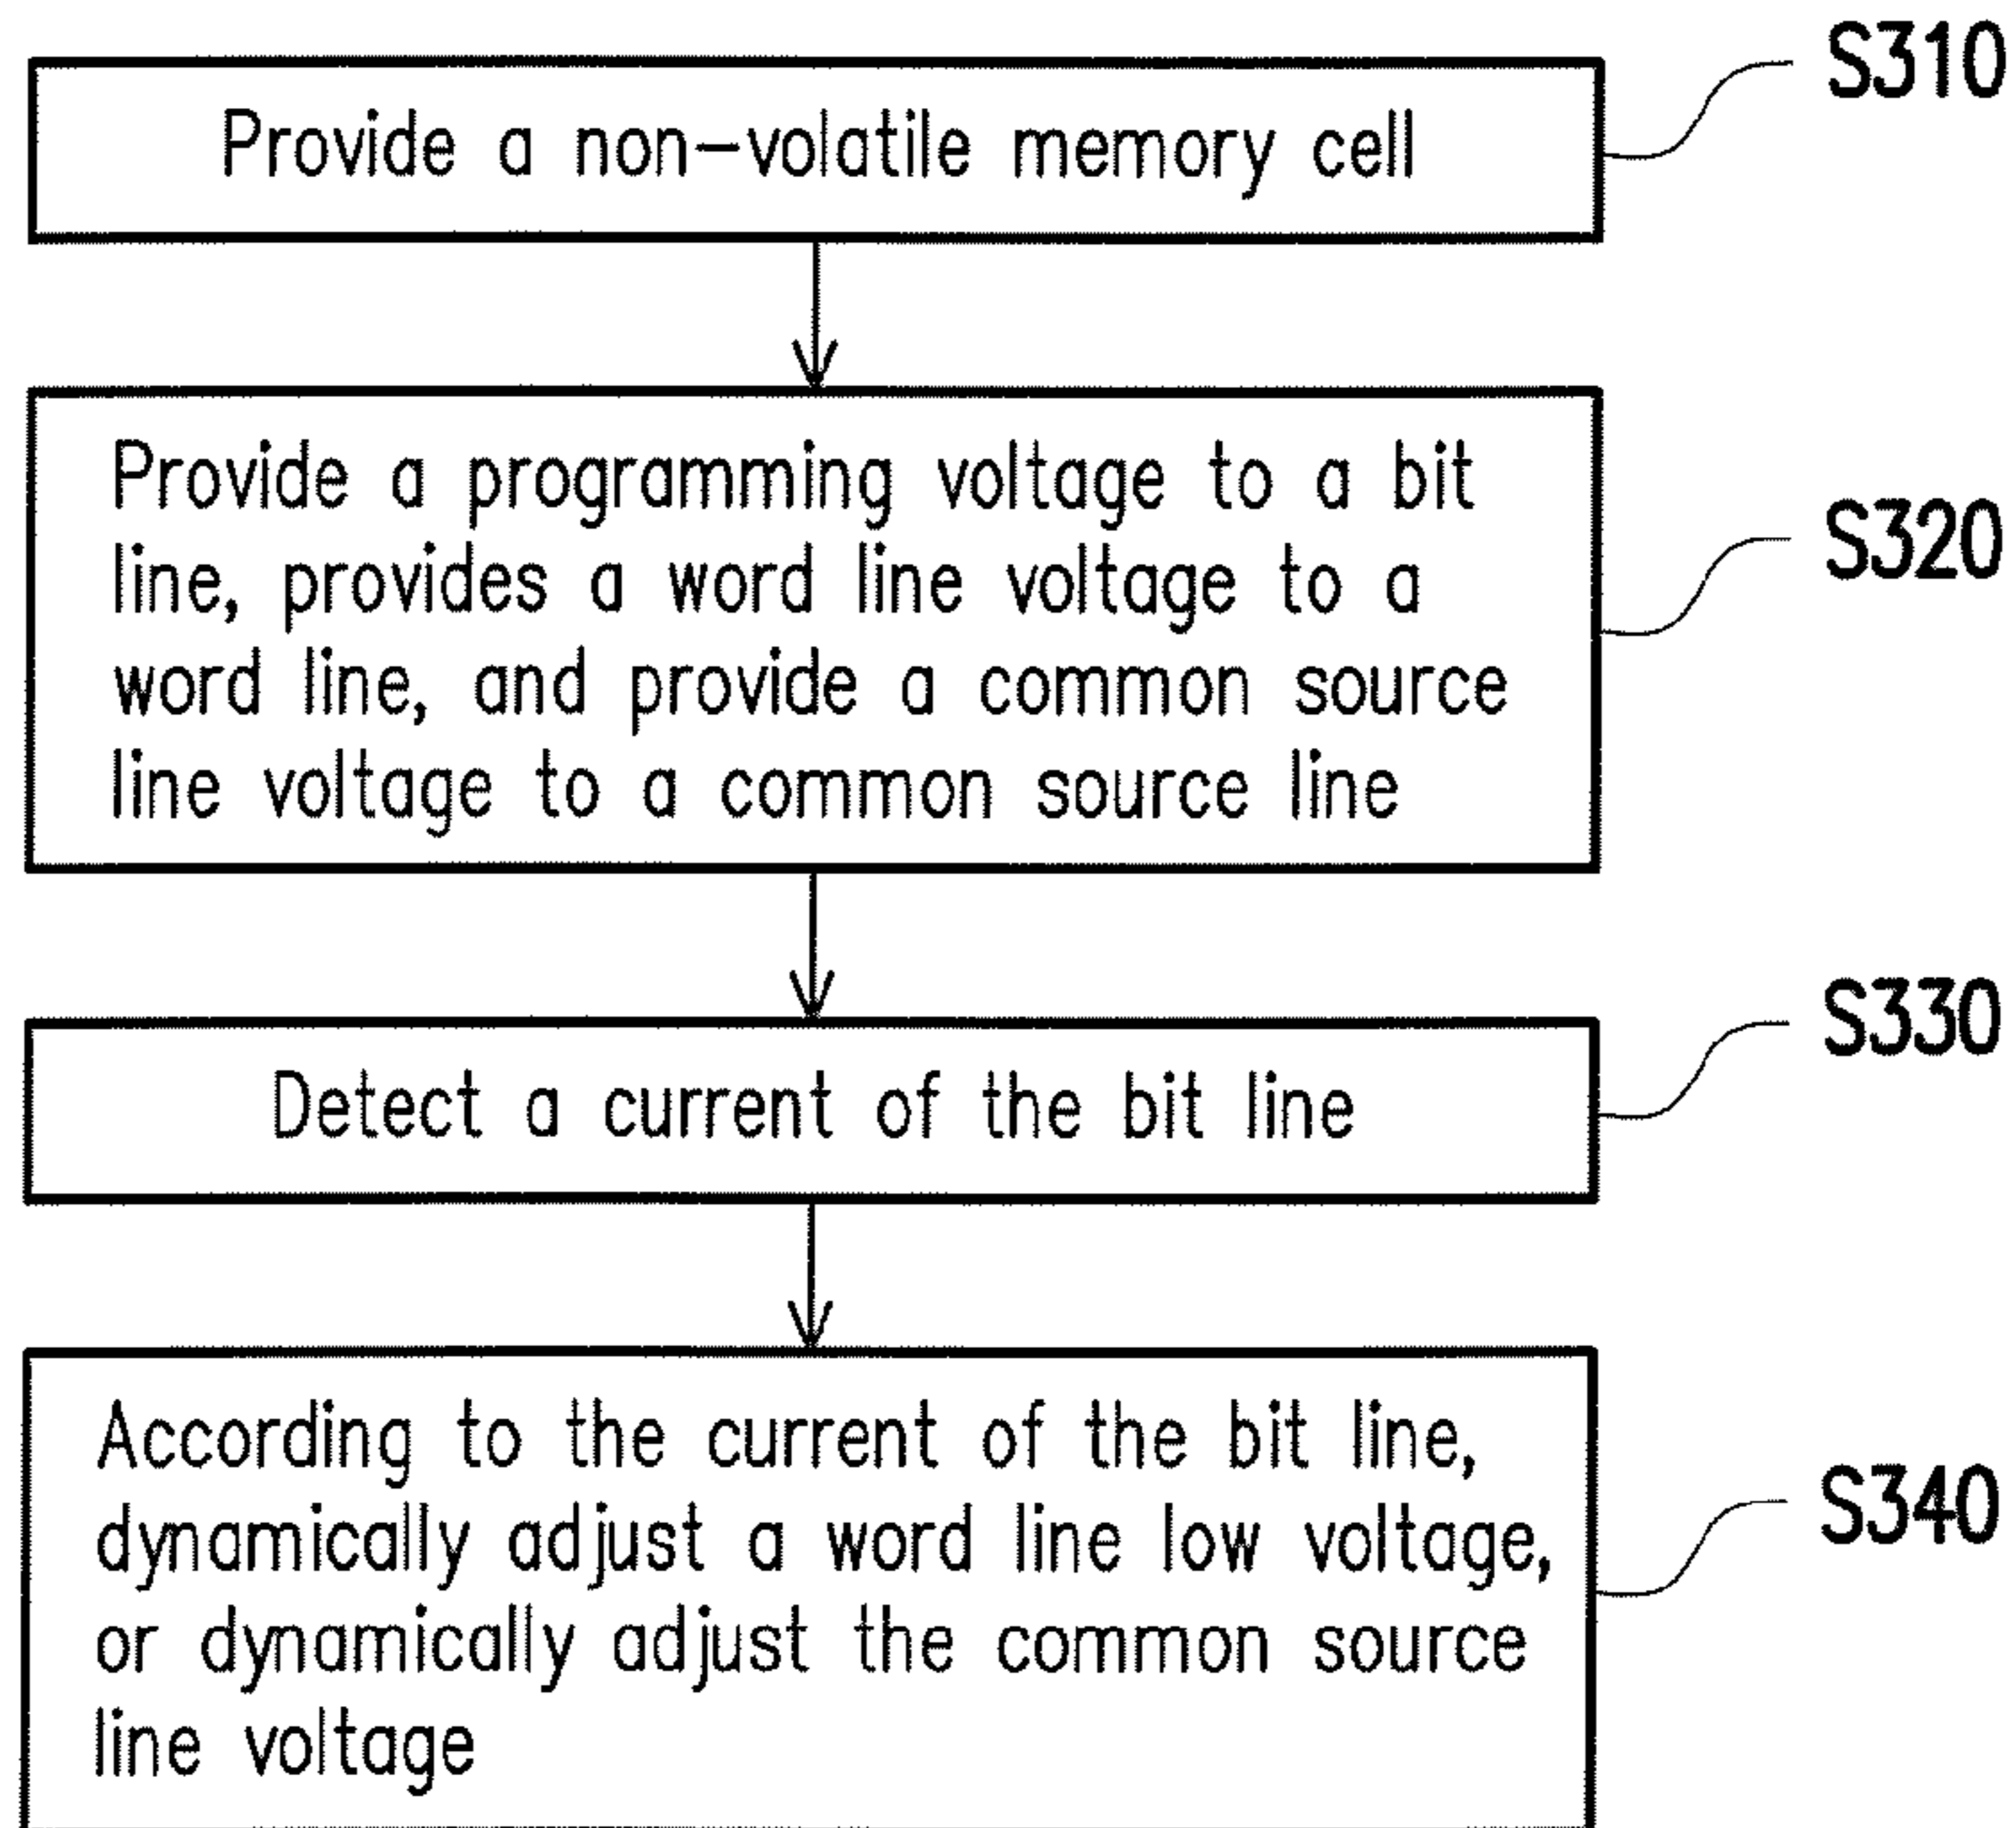 S310
Provide a non-volatile memory cell
Provide a programming voltage to a bit
line, provides a word line voltage to a
word line, and provide a common source
line voltage to a common source line
S320
Detect a current of the bit line
S330
According to the current of the bit line,
dynamically adjust a word line low voltage,
or dynamically adjust the common source
line voltage
S340